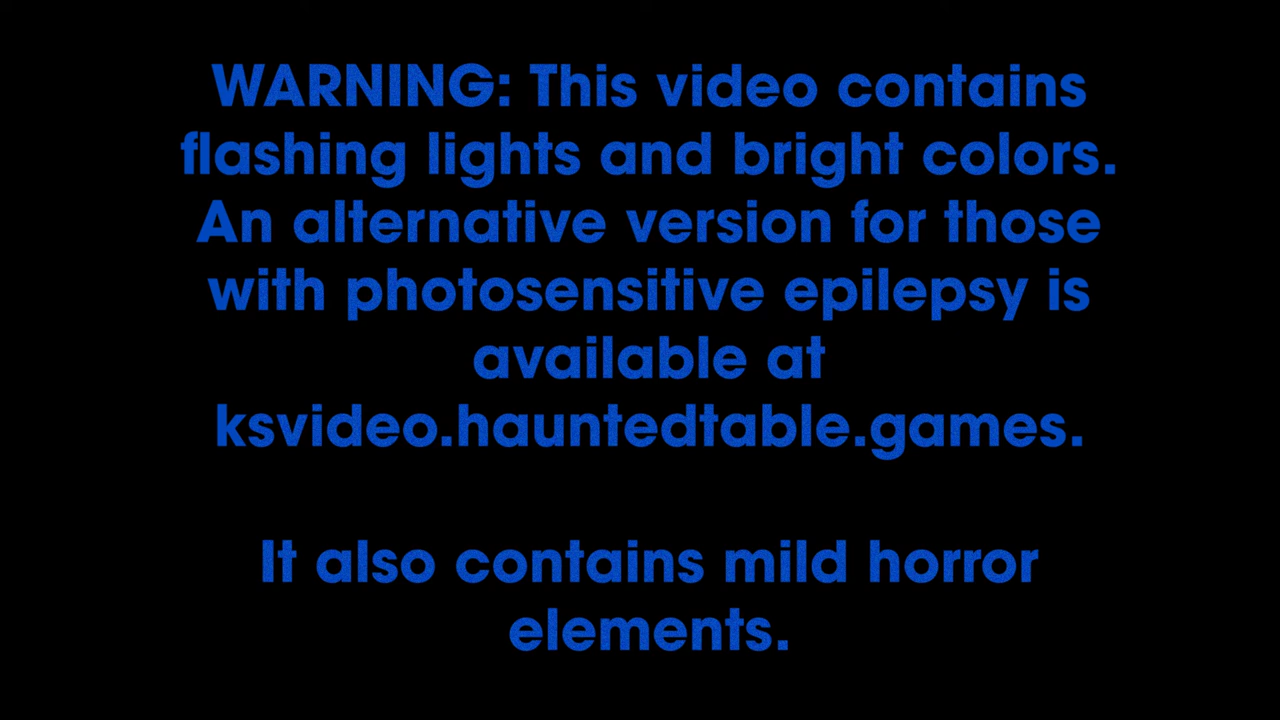 WARNING: This video contains
flashing lights and bright colors.
An alternative version for those
with photosensitive epilepsy is
available at
ksvideo.hauntedtable.games.
It also contains mild horror
elements.